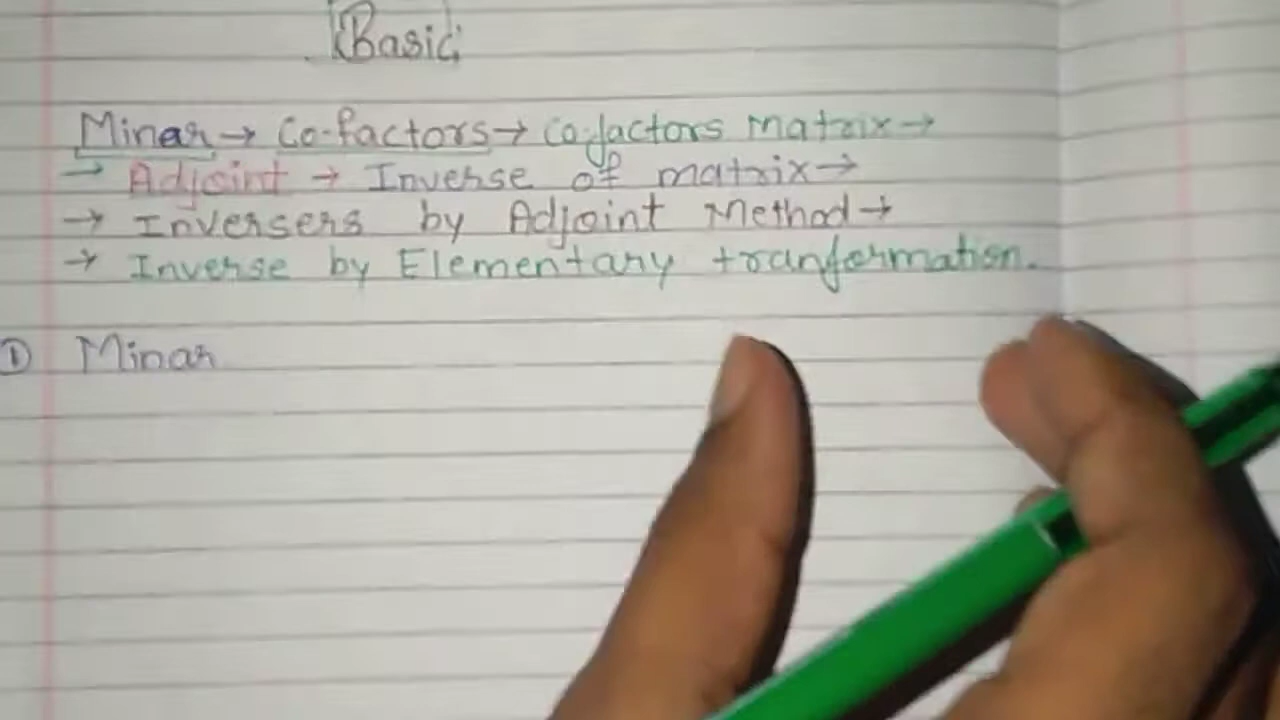 Basic
Minar → Co-factors → Co-factors Matrix →
→ Adjoint → Inverse of matrix →
→ Inversers by Adjoint Method →
→ Inverse by Elementary tranformation.
① Minar